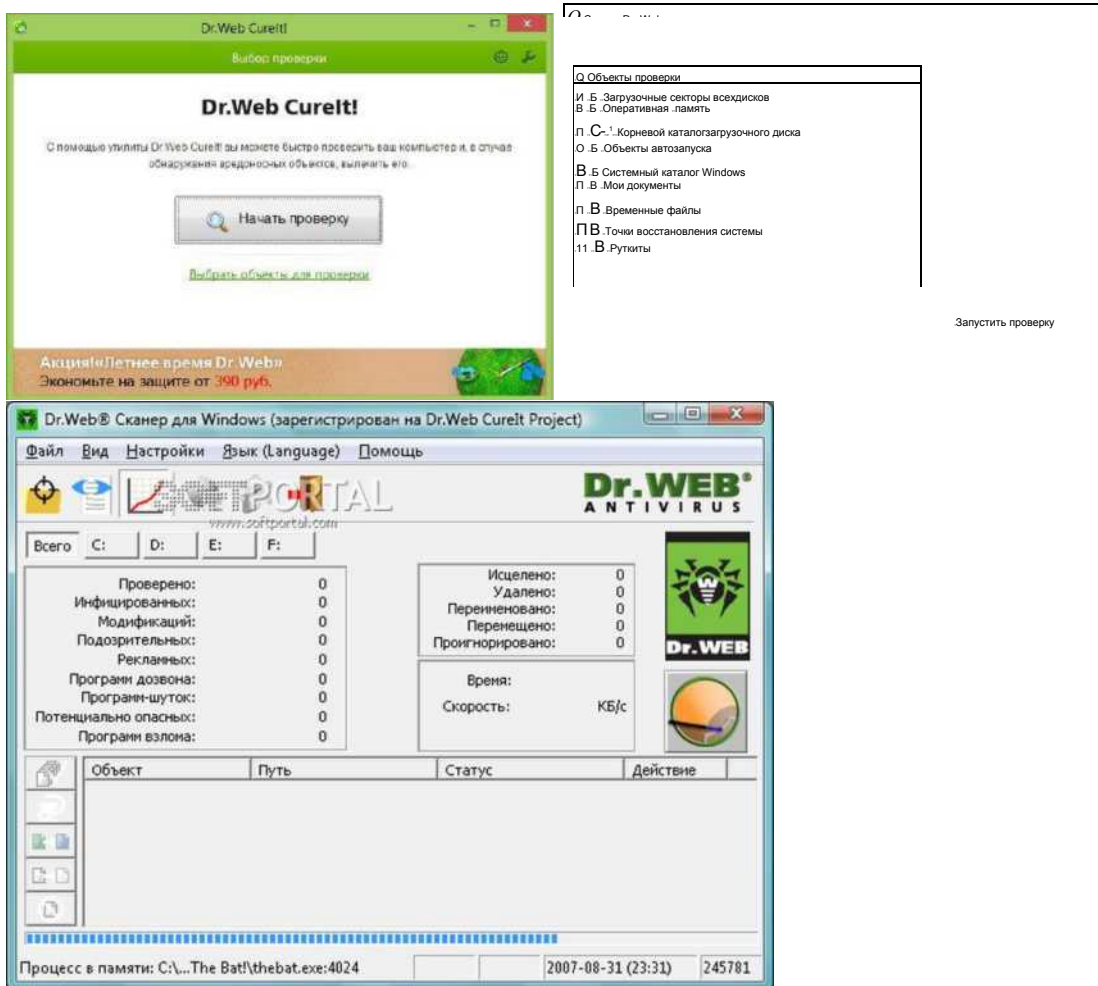 Dr.Web CureIt!
Выбор проверки
Dr.Web CureIt!
С помощью утилиты Dr.Web CureIt! вы можете быстро проверить ваш компьютер и, в случае
обнаружения вредоносных объектов, вылечить его.
Начать проверку
Выбрать объекты для проверки
Акция! «Летнее время Dr.Web»
Экономьте на защите от 390 руб.
Q Объекты проверки
И .Б .Загрузочные секторы всехдисков
В .Б .Оперативная .память
.П .С-.¹..Корневой каталогзагрузочного диска
О .Б .Объекты автозапуска
.В .Б Системный каталог Windows
.П .В .Мои документы
.П .В .Временные файлы
.П В .Точки восстановления системы
.11 .В .Руткиты
Запустить проверку
Dr.Web® Сканер для Windows (зарегистрирован на Dr.Web CureIt Project)
Файл Вид Настройки Язык (Language) Помощь
SOFTPORTAL
www.softportal.com
Dr.WEB®
ANTIVIRUS
Всего C: D: E: F:
Проверено: 0
Инфицированных: 0
Модификаций: 0
Подозрительных: 0
Рекламных: 0
Программ дозвона: 0
Программ-шуток: 0
Потенциально опасных: 0
Программ взлома: 0
Исцелено: 0
Удалено: 0
Переименовано: 0
Перемещено: 0
Проигнорировано: 0
Время:
Скорость: КБ/с
Dr.WEB
Объект Путь Статус Действие
Процесс в памяти: C:\...The Bat!\thebat.exe:4024 2007-08-31 (23:31) 245781